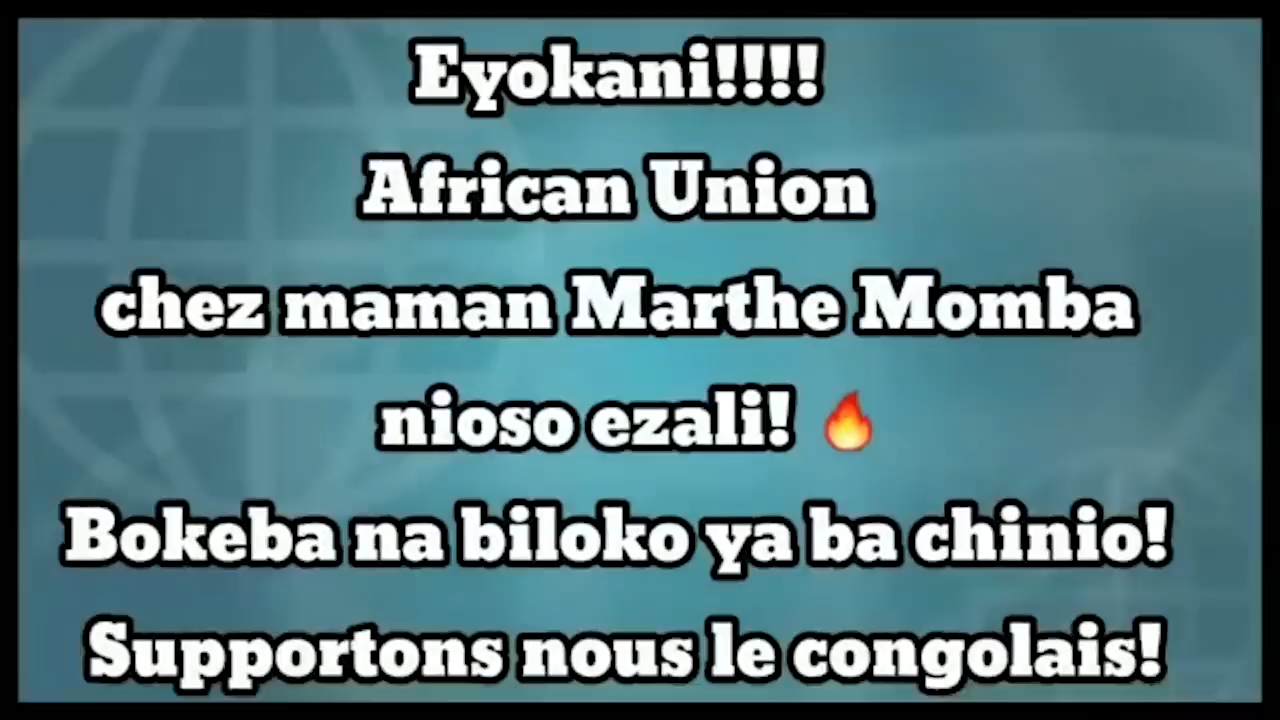 Eyokani!!!!
African Union
chez maman Marthe Momba
nioso ezali! 🔥
Bokeba na biloko ya ba chinio!
Supportons nous le congolais!